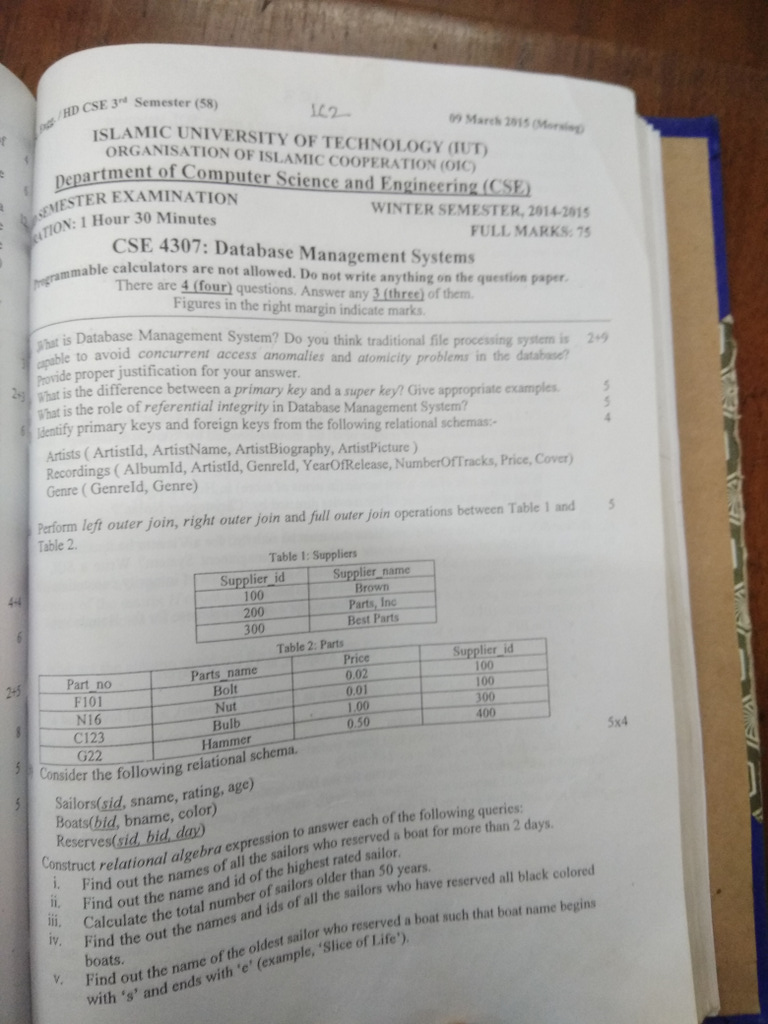 /HD CSE 3rd Semester (58)
162
09 March 2015 (Morning)
ISLAMIC UNIVERSITY OF TECHNOLOGY (IUT)
ORGANISATION OF ISLAMIC COOPERATION (OIC)
Department of Computer Science and Engineering (CSE)
SEMESTER EXAMINATION WINTER SEMESTER, 2014-2015
ATION: 1 Hour 30 Minutes FULL MARKS: 75
CSE 4307: Database Management Systems
rogrammable calculators are not allowed. Do not write anything on the question paper.
There are 4 (four) questions. Answer any 3 (three) of them.
Figures in the right margin indicate marks.
What is Database Management System? Do you think traditional file processing system is 2+9
capable to avoid concurrent access anomalies and atomicity problems in the database?
Provide proper justification for your answer.
What is the difference between a primary key and a super key? Give appropriate examples. 5
What is the role of referential integrity in Database Management System? 5
Identify primary keys and foreign keys from the following relational schemas:- 4
Artists ( ArtistId, ArtistName, ArtistBiography, ArtistPicture )
Recordings ( AlbumId, ArtistId, GenreId, YearOfRelease, NumberOfTracks, Price, Cover)
Genre ( GenreId, Genre)
Perform left outer join, right outer join and full outer join operations between Table 1 and 5
Table 2.
Table 1: Suppliers
Supplier_id Supplier_name
100 Brown
200 Parts, Inc
300 Best Parts
Table 2: Parts
Part_no Parts_name Price Supplier_id
F101 Bolt 0.02 100
N16 Nut 0.01 100
C123 Bulb 1.00 300
G22 Hammer 0.50 400
Consider the following relational schema. 5x4
Sailors(sid, sname, rating, age)
Boats(bid, bname, color)
Reserves(sid, bid, day)
Construct relational algebra expression to answer each of the following queries:
i. Find out the names of all the sailors who reserved a boat for more than 2 days.
ii. Find out the name and id of the highest rated sailor.
iii. Calculate the total number of sailors older than 50 years.
iv. Find the out the names and ids of all the sailors who have reserved all black colored
boats.
v. Find out the name of the oldest sailor who reserved a boat such that boat name begins
with 's' and ends with 'e' (example, 'Slice of Life').